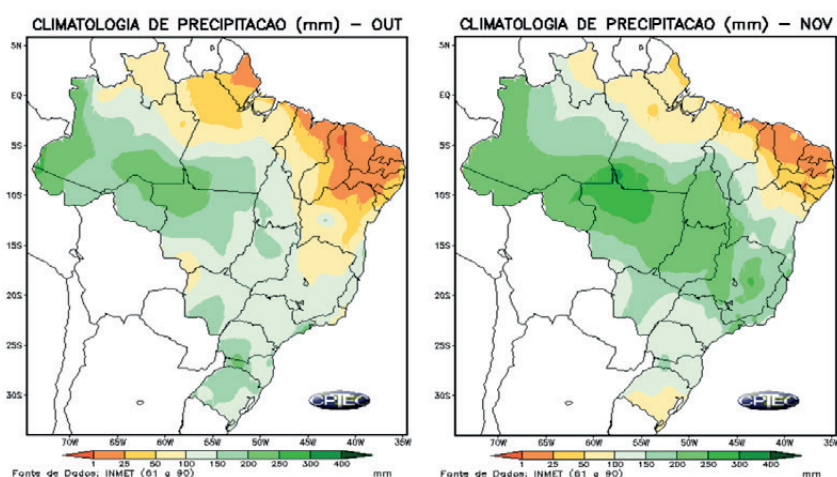 CLIMATOLOGIA DE PRECIPITACAO (mm) – OUT
5N
EQ
5S
10S
15S
20S
25S
30S
CPTEC
70W 65W 60W 55W 50W 45W 40W 35W
1 25 50 100 150 200 250 300 400
mm
Fonte de Dados: INMET (61 a 90)
CLIMATOLOGIA DE PRECIPITACAO (mm) – NOV
5N
EQ
5S
10S
15S
20S
25S
30S
CPTEC
70W 65W 60W 55W 50W 45W 40W 35W
1 25 50 100 150 200 250 300 400
mm
Fonte de Dados: INMET (61 a 90)